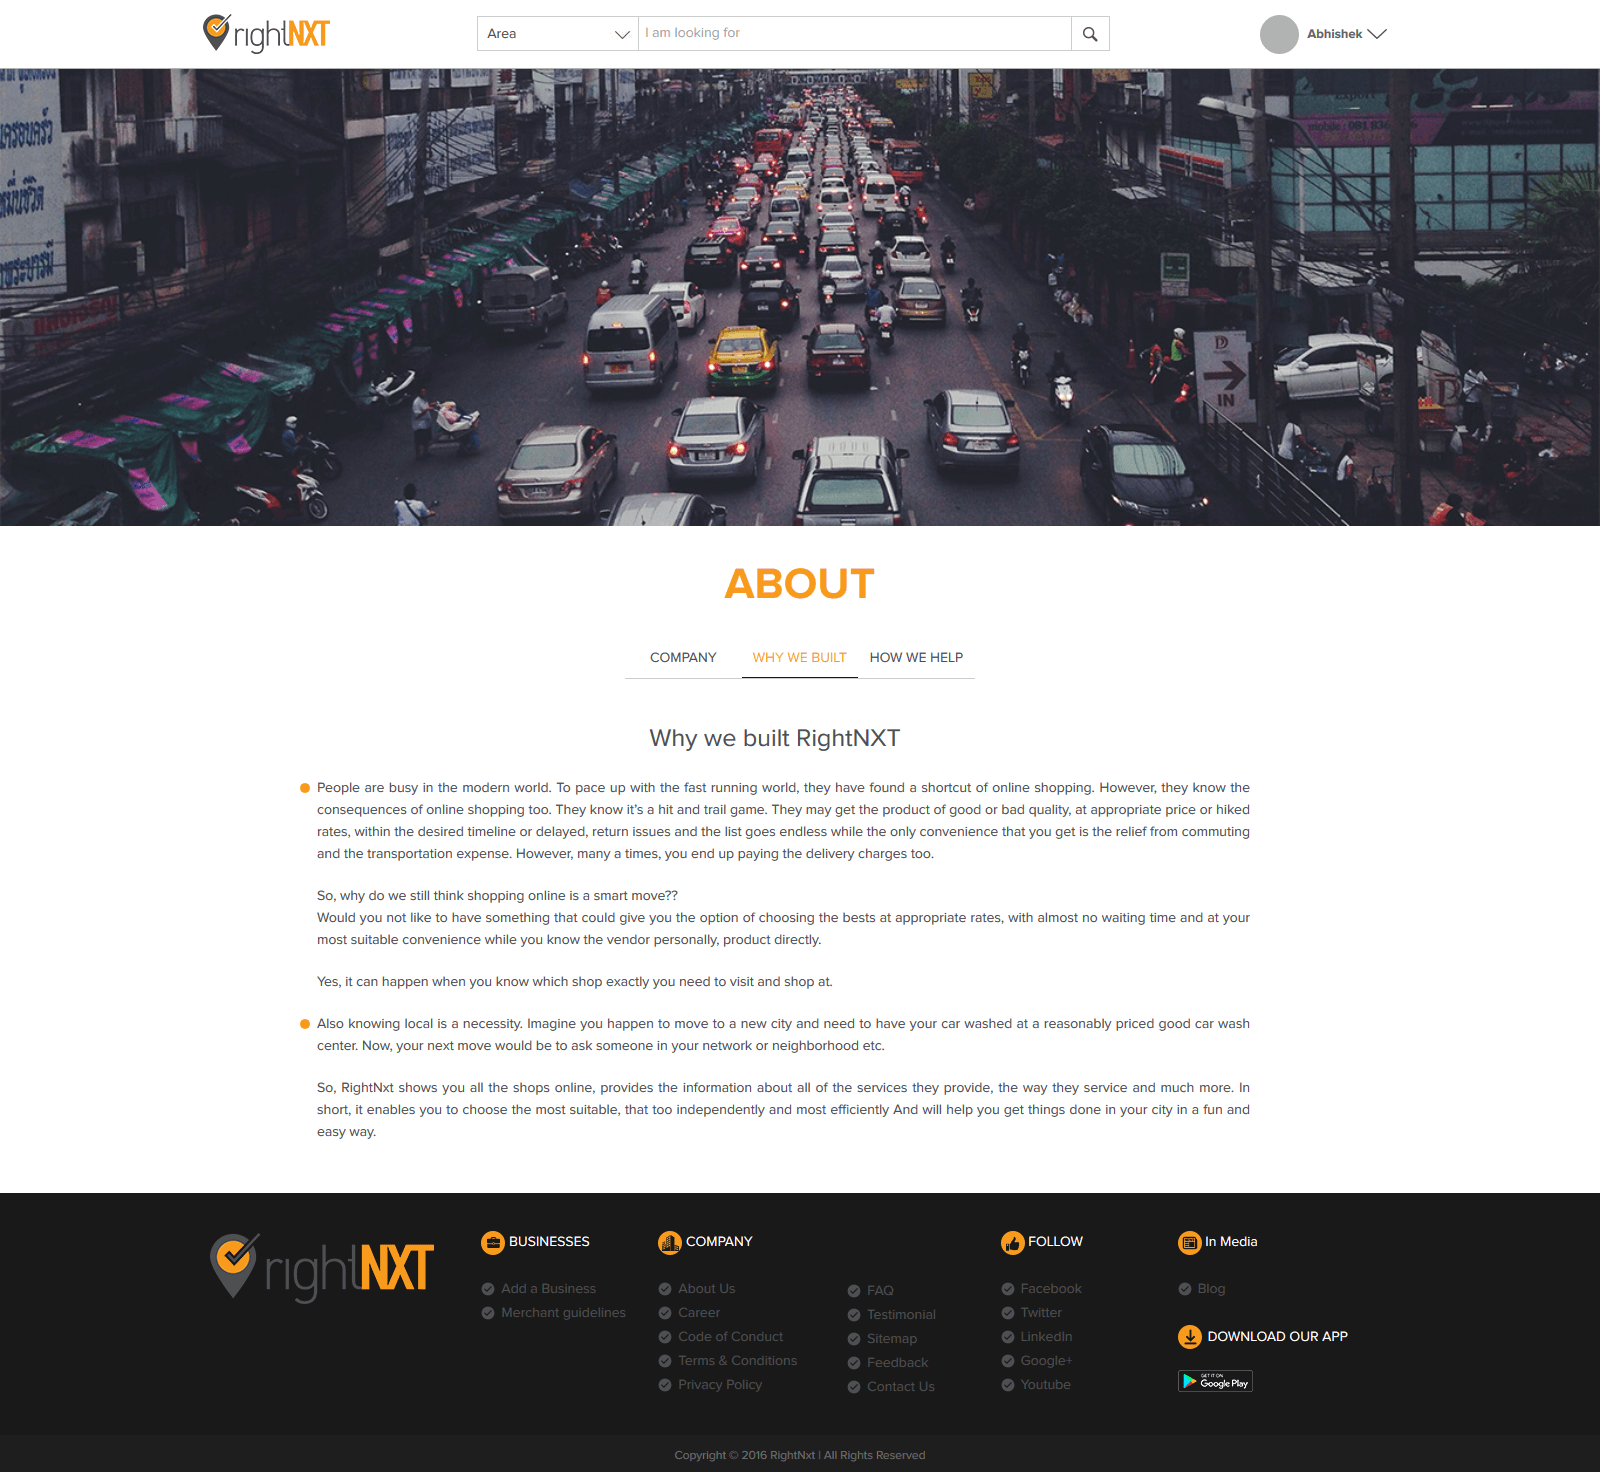 rightNXT
Area
I am looking for
Abhishek
IN
ABOUT
COMPANY
WHY WE BUILT
HOW WE HELP
Why we built RightNXT
People are busy in the modern world. To pace up with the fast running world, they have found a shortcut of online shopping. However, they know the
consequences of online shopping too. They know it’s a hit and trail game. They may get the product of good or bad quality, at appropriate price or hiked
rates, within the desired timeline or delayed, return issues and the list goes endless while the only convenience that you get is the relief from commuting
and the transportation expense. However, many a times, you end up paying the delivery charges too.
So, why do we still think shopping online is a smart move??
Would you not like to have something that could give you the option of choosing the bests at appropriate rates, with almost no waiting time and at your
most suitable convenience while you know the vendor personally, product directly.
Yes, it can happen when you know which shop exactly you need to visit and shop at.
Also knowing local is a necessity. Imagine you happen to move to a new city and need to have your car washed at a reasonably priced good car wash
center. Now, your next move would be to ask someone in your network or neighborhood etc.
So, RightNxt shows you all the shops online, provides the information about all of the services they provide, the way they service and much more. In
short, it enables you to choose the most suitable, that too independently and most efficiently And will help you get things done in your city in a fun and
easy way.
rightNXT
BUSINESSES
Add a Business
Merchant guidelines
COMPANY
About Us
Career
Code of Conduct
Terms & Conditions
Privacy Policy
FAQ
Testimonial
Sitemap
Feedback
Contact Us
FOLLOW
Facebook
Twitter
LinkedIn
Google+
Youtube
In Media
Blog
DOWNLOAD OUR APP
GET IT ON
Google Play
Copyright © 2016 RightNxt | All Rights Reserved